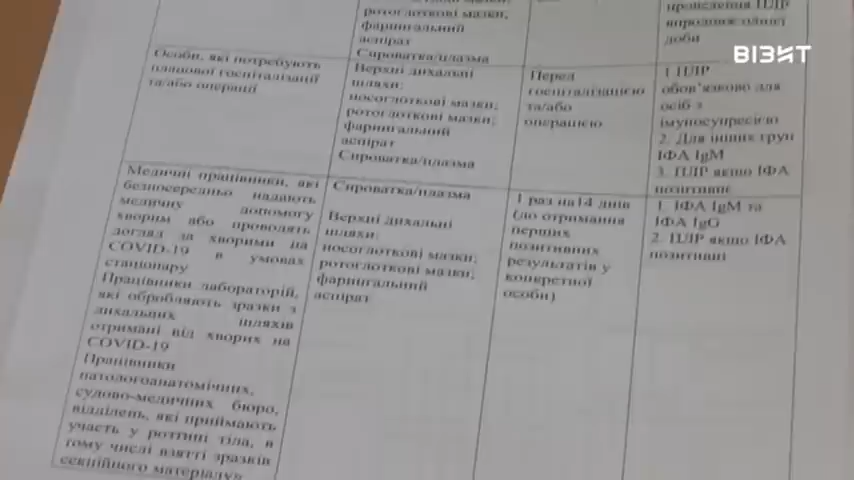 ротоглоткові мазки;
фарингіальний
аспірат
Сироватка/плазма
проведення ПЛР
впродовж однієї
доби
ВІЗИТ
Особи, які потребують
планової госпіталізації
та/або операції
Верхні дихальні
шляхи:
носоглоткові мазки;
ротоглоткові мазки;
фарингіальний
аспірат
Сироватка/плазма
Перед
госпіталізацією
та/або
операцією
1 ПЛР
обов'язково для
осіб з
імуносупресією
2. Для інших груп
ІФА IgM
3. ПЛР якщо ІФА
позитивні
Медичні працівники, які
безпосередньо надають
медичну допомогу
хворим або проводять
догляд за хворими на
COVID-19 в умовах
стаціонару
Працівники лабораторій,
які обробляють зразки з
дихальних шляхів
отримані від хворих на
COVID-19
Працівники
патологоанатомічних,
судово-медичних бюро,
відділень, які приймають
участь у розтині тіла, в
тому числі взятті зразків
секційного матеріалу)
Сироватка/плазма
Верхні дихальні
шляхи:
носоглоткові мазки;
ротоглоткові мазки;
фарингіальний
аспірат
1 раз на14 днів
(до отримання
перших
позитивних
результатів у
конкретної
особи)
1. ІФА IgM та
ІФА IgG
2. ПЛР якщо ІФА
позитивні